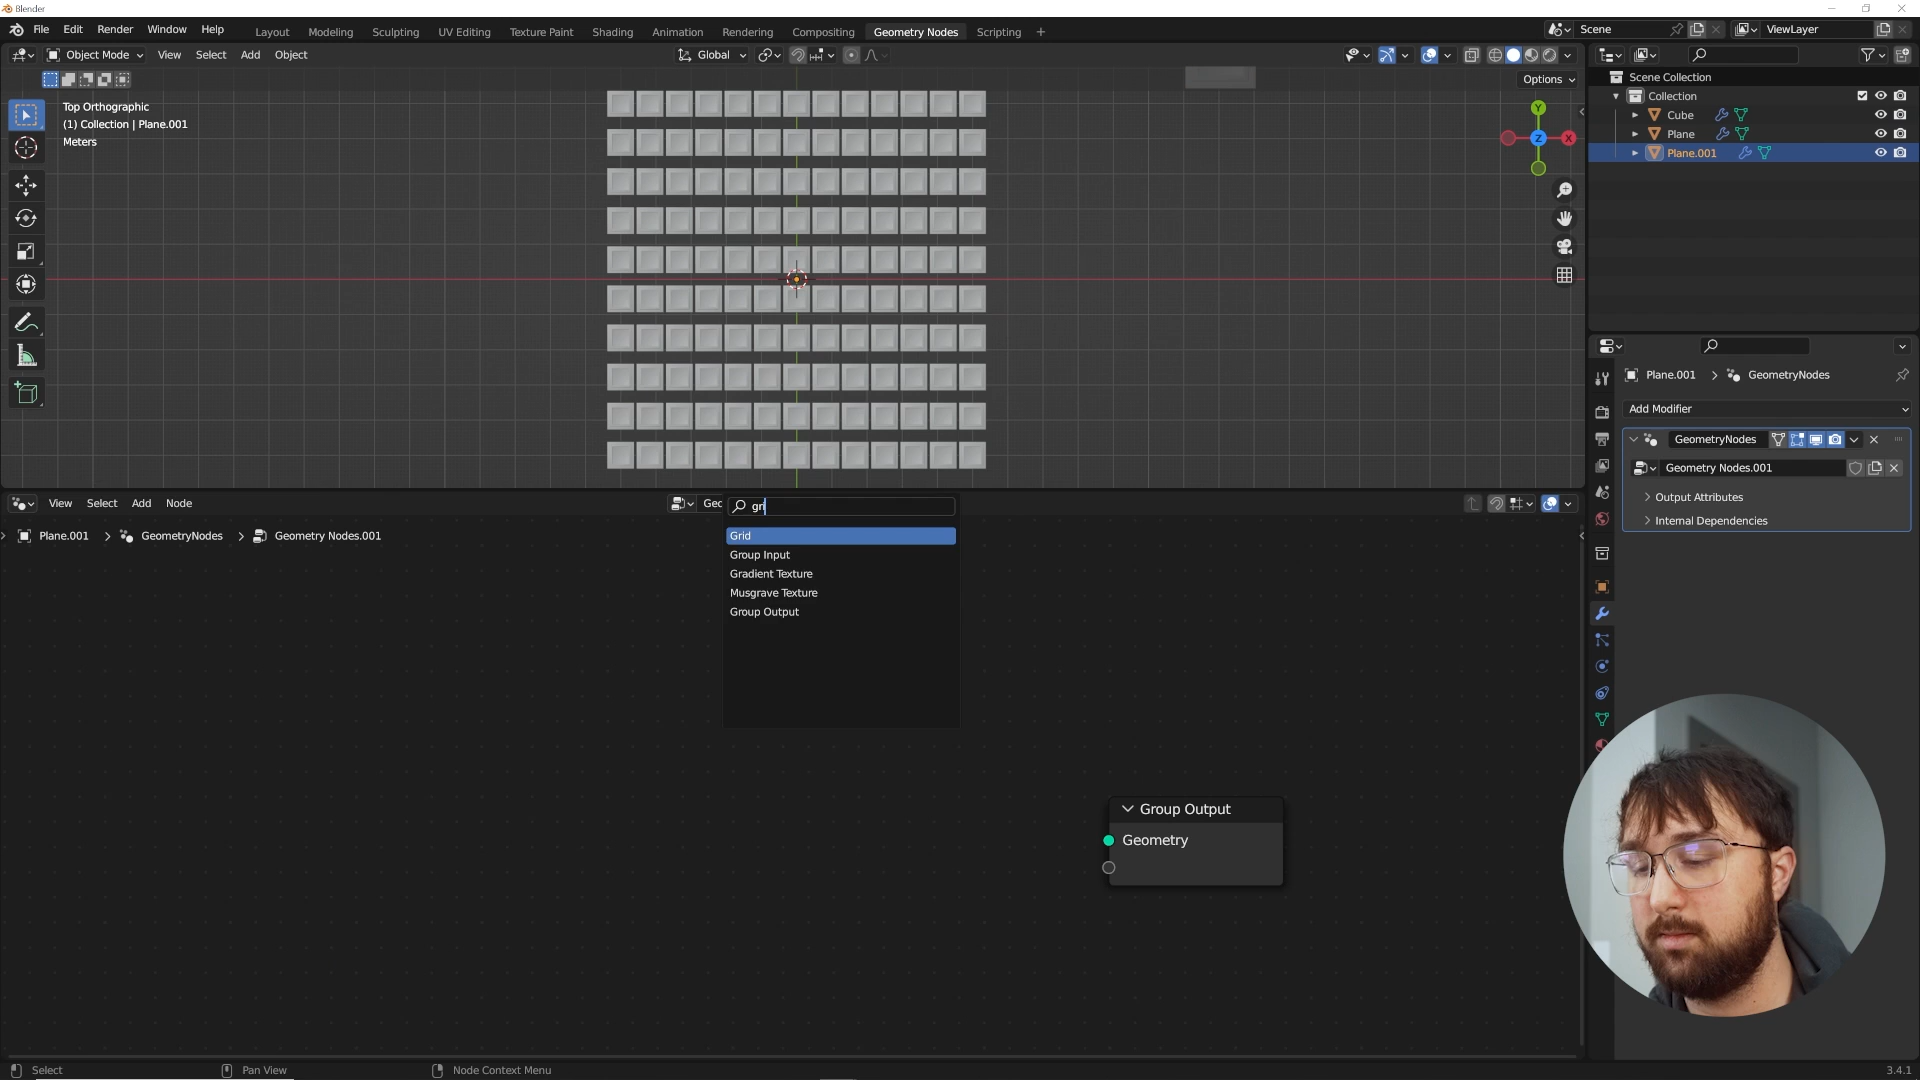 Blender
File Edit Render Window Help
Layout Modeling Sculpting UV Editing Texture Paint Shading Animation Rendering Compositing Geometry Nodes Scripting +
Scene
ViewLayer
Object Mode View Select Add Object
Global
Options
Top Orthographic
(1) Collection | Plane.001
Meters
Y
Z
X
Scene Collection
Collection
Cube
Plane
Plane.001
Plane.001 > GeometryNodes
Add Modifier
GeometryNodes
Geometry Nodes.001
Output Attributes
Internal Dependencies
View Select Add Node
Geo
gri
Plane.001 > GeometryNodes > Geometry Nodes.001
Grid
Group Input
Gradient Texture
Musgrave Texture
Group Output
Group Output
Geometry
Select
Pan View
Node Context Menu
3.4.1